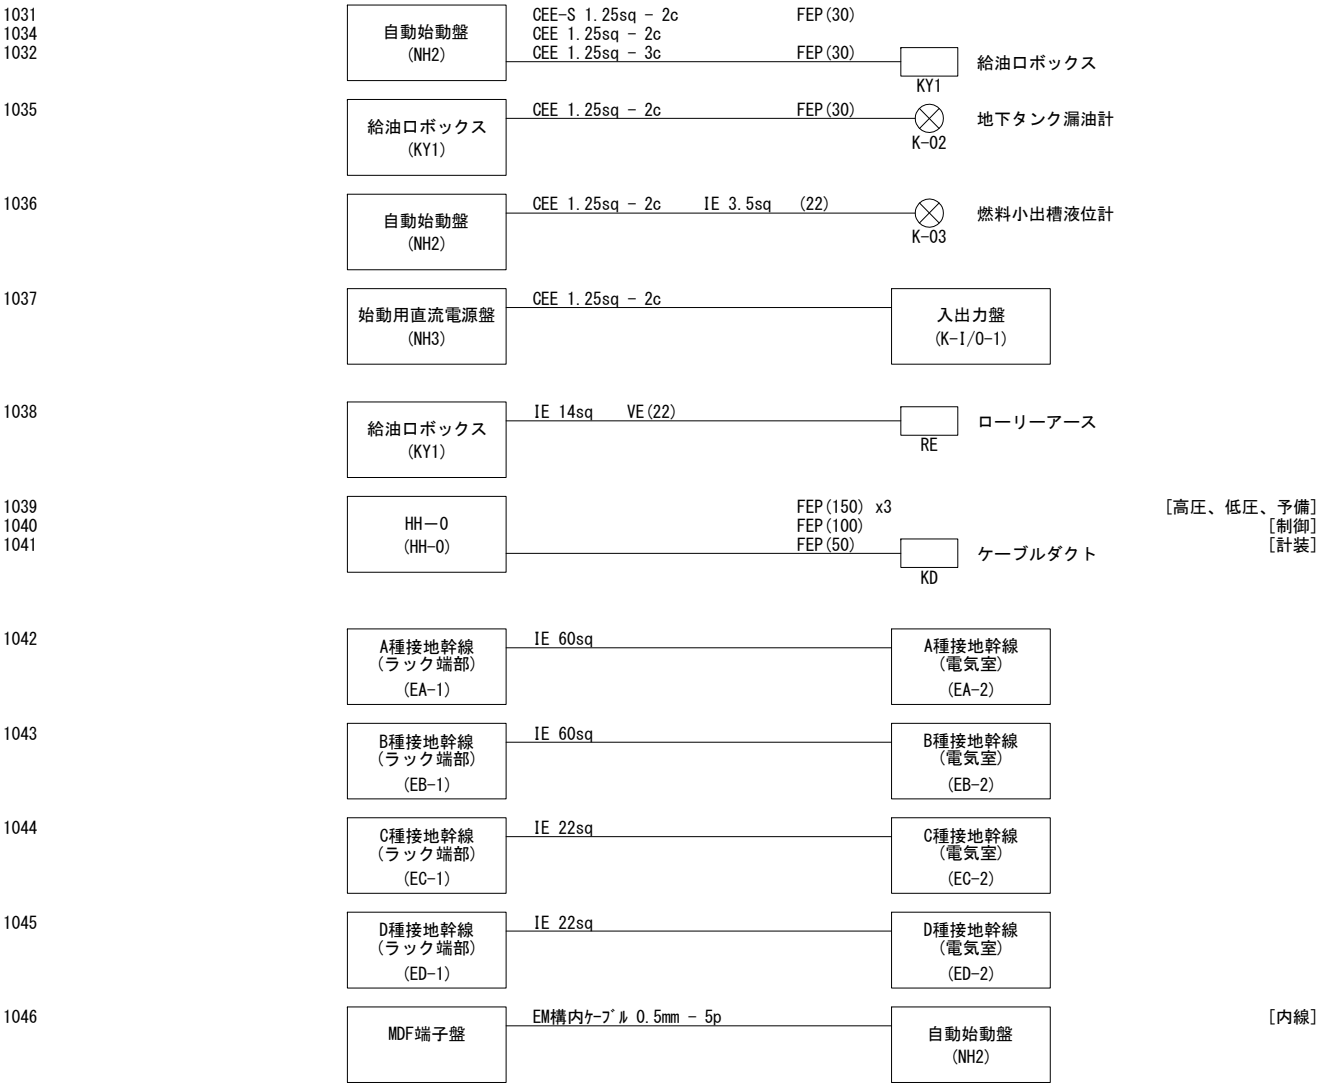 1031 CEE-S 1.25sq - 2c FEP(30)
1034 自動始動盤 CEE 1.25sq - 2c
1032 (NH2) CEE 1.25sq - 3c FEP(30) 給油口ボックス
KY1
1035 CEE 1.25sq - 2c FEP(30) 地下タンク漏油計
給油口ボックス
(KY1) K-02
1036 CEE 1.25sq - 2c IE 3.5sq (22) 燃料小出槽液位計
自動始動盤
(NH2) K-03
1037 CEE 1.25sq - 2c
始動用直流電源盤 入出力盤
(NH3) (K-I/O-1)
1038 IE 14sq VE(22) ローリーアース
給油口ボックス
(KY1) RE
1039 FEP(150) x3 [高圧、低圧、予備]
1040 HH－0 FEP(100) [制御]
1041 (HH-0) FEP(50) ケーブルダクト [計装]
KD
1042 A種接地幹線 IE 60sq A種接地幹線
(ラック端部) (電気室)
(EA-1) (EA-2)
1043 B種接地幹線 IE 60sq B種接地幹線
(ラック端部) (電気室)
(EB-1) (EB-2)
1044 C種接地幹線 IE 22sq C種接地幹線
(ラック端部) (電気室)
(EC-1) (EC-2)
1045 D種接地幹線 IE 22sq D種接地幹線
(ラック端部) (電気室)
(ED-1) (ED-2)
1046 EM構内ｹｰﾌﾞﾙ 0.5mm - 5p [内線]
MDF端子盤 自動始動盤
(NH2)